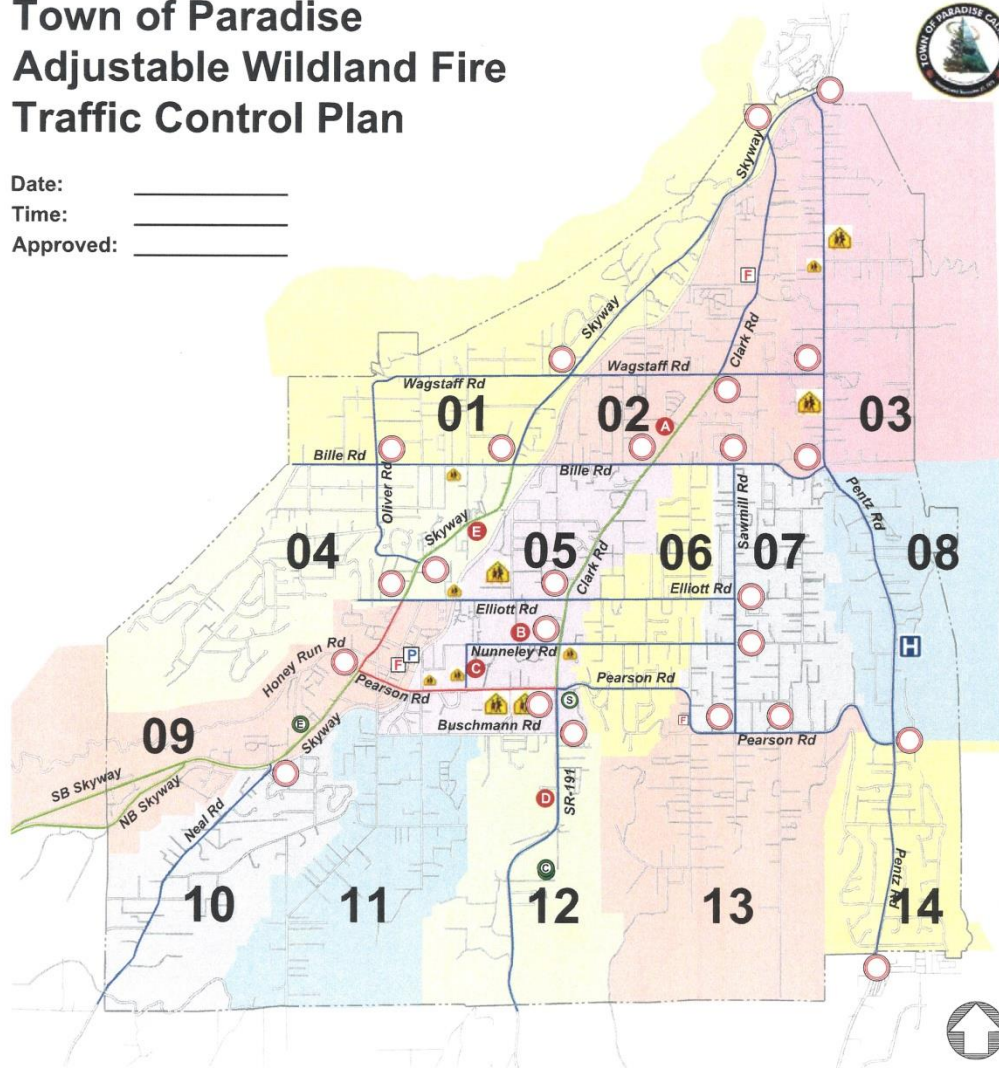 Town of Paradise
Adjustable Wildland Fire
Traffic Control Plan
Date:
Time:
Approved:
TOWN OF PARADISE
Skyway
F
Skyway
Clark Rd
Wagstaff Rd
Wagstaff Rd
01
02
03
A
Bille Rd
Bille Rd
Oliver Rd
Skyway
E
Sawmill Rd
Pentz Rd
04
05
06
07
08
Clark Rd
Elliott Rd
Elliott Rd
B
Nunneley Rd
H
Honey Run Rd
F
P
C
Pearson Rd
Pearson Rd
S
Buschmann Rd
F
Pearson Rd
E
Skyway
09
SB Skyway
NB Skyway
Neal Rd
D
SR-191
C
Pentz Rd
10
11
12
13
14